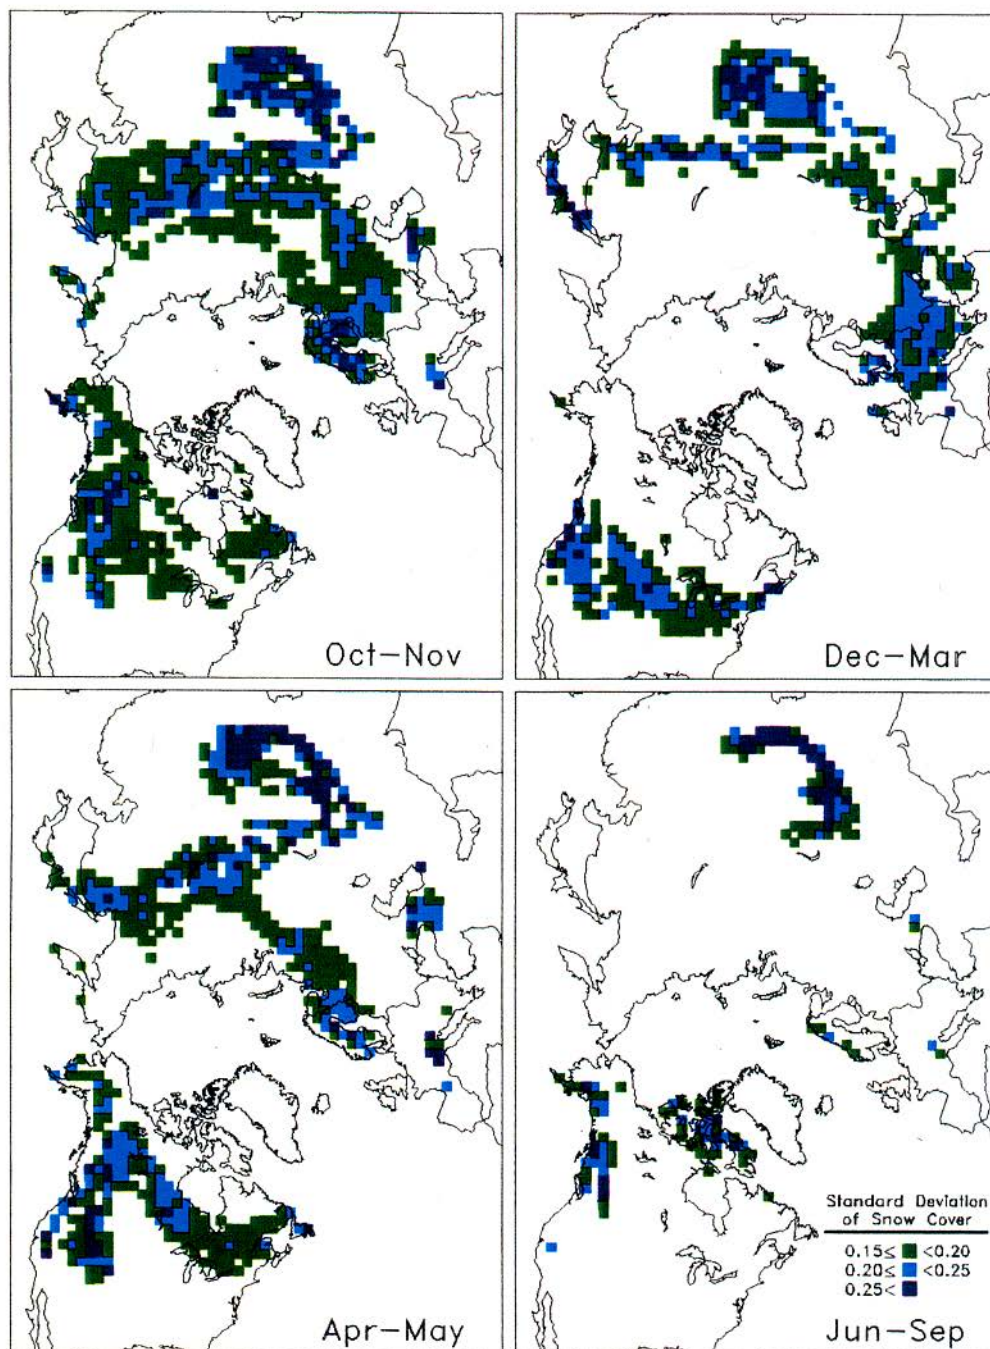 Oct-Nov
Dec-Mar
Apr-May
Standard Deviation
of Snow Cover
0.15≤ <0.20
0.20≤ <0.25
0.25<
Jun-Sep